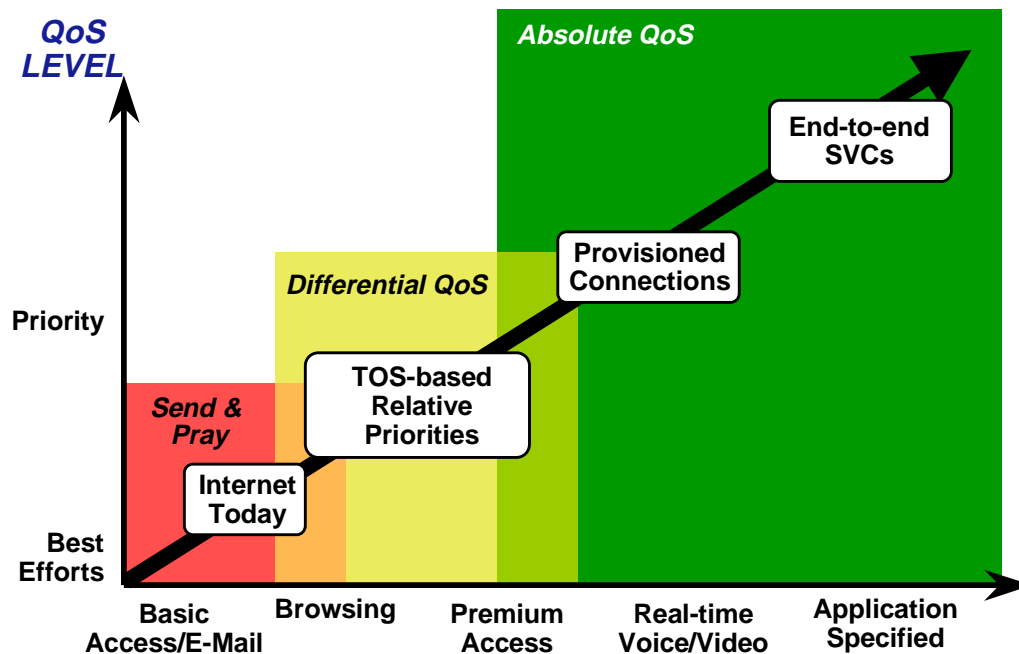 QoS
LEVEL
Absolute QoS
End-to-end
SVCs
Provisioned
Connections
Differential QoS
Priority
TOS-based
Relative
Priorities
Send &
Pray
Internet
Today
Best
Efforts
Basic
Access/E-Mail
Browsing
Premium
Access
Real-time
Voice/Video
Application
Specified